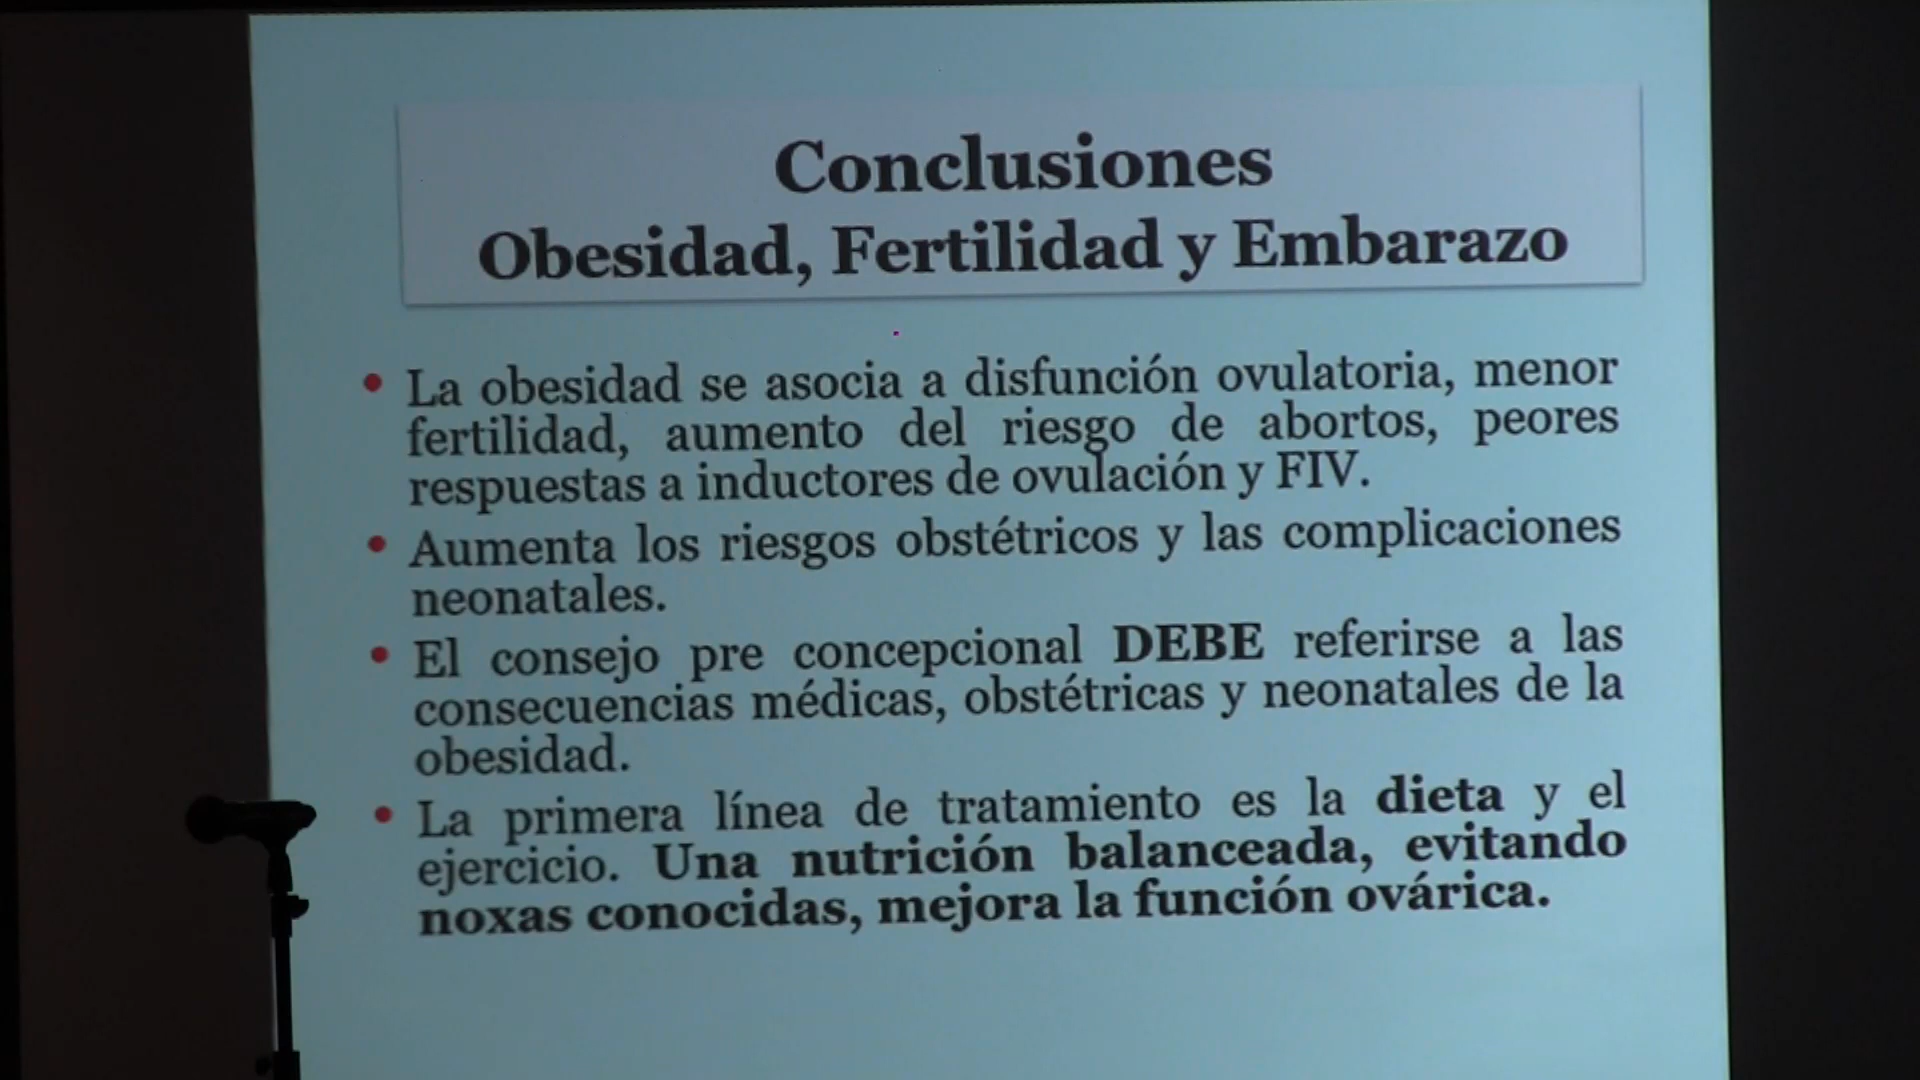 Conclusiones
Obesidad, Fertilidad y Embarazo
• La obesidad se asocia a disfunción ovulatoria, menor
fertilidad, aumento del riesgo de abortos, peores
respuestas a inductores de ovulación y FIV.
• Aumenta los riesgos obstétricos y las complicaciones
neonatales.
• El consejo pre concepcional DEBE referirse a las
consecuencias médicas, obstétricas y neonatales de la
obesidad.
• La primera línea de tratamiento es la dieta y el
ejercicio. Una nutrición balanceada, evitando
noxas conocidas, mejora la función ovárica.